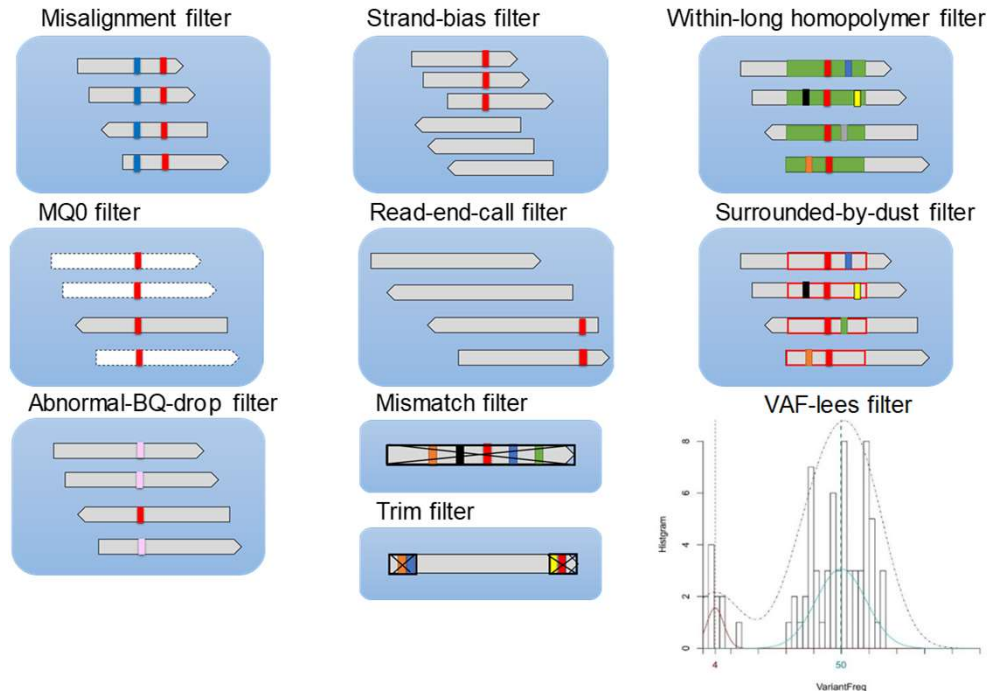 Misalignment filter
Strand-bias filter
Within-long homopolymer filter
MQ0 filter
Read-end-call filter
Surrounded-by-dust filter
Abnormal-BQ-drop filter
Mismatch filter
Trim filter
VAF-lees filter
8
6
4
2
0
Histgram
4
50
VariantFreq